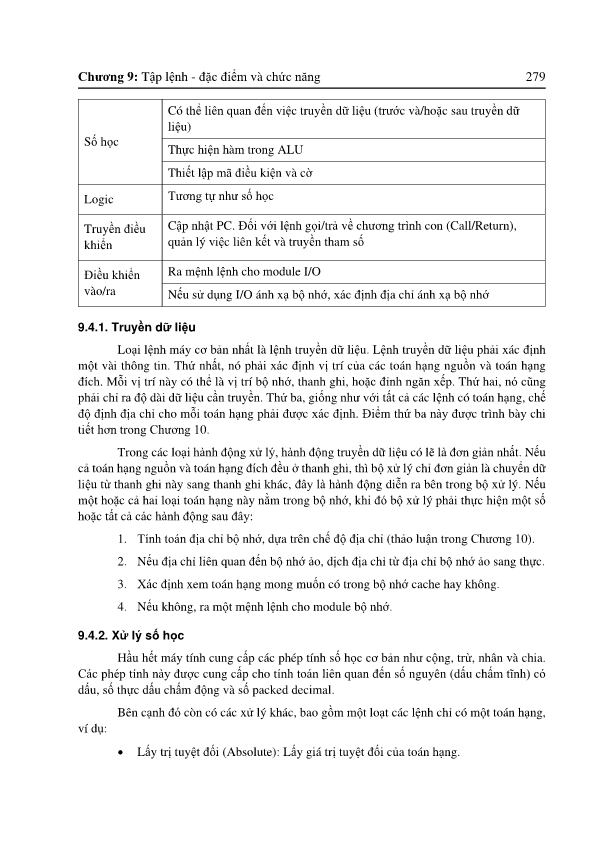 Chương 9: Tập lệnh - đặc điểm và chức năng 279
Số học
Có thể liên quan đến việc truyền dữ liệu (trước và/hoặc sau truyền dữ
liệu)
Thực hiện hàm trong ALU
Thiết lập mã điều kiện và cờ
Logic
Tương tự như số học
Truyền điều
khiển
Cập nhật PC. Đối với lệnh gọi/trả về chương trình con (Call/Return),
quản lý việc liên kết và truyền tham số
Điều khiển
vào/ra
Ra mệnh lệnh cho module I/O
Nếu sử dụng I/O ánh xạ bộ nhớ, xác định địa chỉ ánh xạ bộ nhớ
9.4.1. Truyền dữ liệu
Loại lệnh máy cơ bản nhất là lệnh truyền dữ liệu. Lệnh truyền dữ liệu phải xác định
một vài thông tin. Thứ nhất, nó phải xác định vị trí của các toán hạng nguồn và toán hạng
đích. Mỗi vị trí này có thể là vị trí bộ nhớ, thanh ghi, hoặc đỉnh ngăn xếp. Thứ hai, nó cũng
phải chỉ ra độ dài dữ liệu cần truyền. Thứ ba, giống như với tất cả các lệnh có toán hạng, chế
độ định địa chỉ cho mỗi toán hạng phải được xác định. Điểm thứ ba này được trình bày chi
tiết hơn trong Chương 10.
Trong các loại hành động xử lý, hành động truyền dữ liệu có lẽ là đơn giản nhất. Nếu
cả toán hạng nguồn và toán hạng đích đều ở thanh ghi, thì bộ xử lý chỉ đơn giản là chuyển dữ
liệu từ thanh ghi này sang thanh ghi khác, đây là hành động diễn ra bên trong bộ xử lý. Nếu
một hoặc cả hai loại toán hạng này nằm trong bộ nhớ, khi đó bộ xử lý phải thực hiện một số
hoặc tất cả các hành động sau đây:
1. Tính toán địa chỉ bộ nhớ, dựa trên chế độ địa chỉ (thảo luận trong Chương 10).
2. Nếu địa chỉ liên quan đến bộ nhớ ảo, dịch địa chỉ từ địa chỉ bộ nhớ ảo sang thực.
3. Xác định xem toán hạng mong muốn có trong bộ nhớ cache hay không.
4. Nếu không, ra một mệnh lệnh cho module bộ nhớ.
9.4.2. Xử lý số học
Hầu hết máy tính cung cấp các phép tính số học cơ bản như cộng, trừ, nhân và chia.
Các phép tính này được cung cấp cho tính toán liên quan đến số nguyên (dấu chấm tĩnh) có
dấu, số thực dấu chấm động và số packed decimal.
Bên cạnh đó còn có các xử lý khác, bao gồm một loạt các lệnh chỉ có một toán hạng,
ví dụ:
• Lấy trị tuyệt đối (Absolute): Lấy giá trị tuyệt đối của toán hạng.